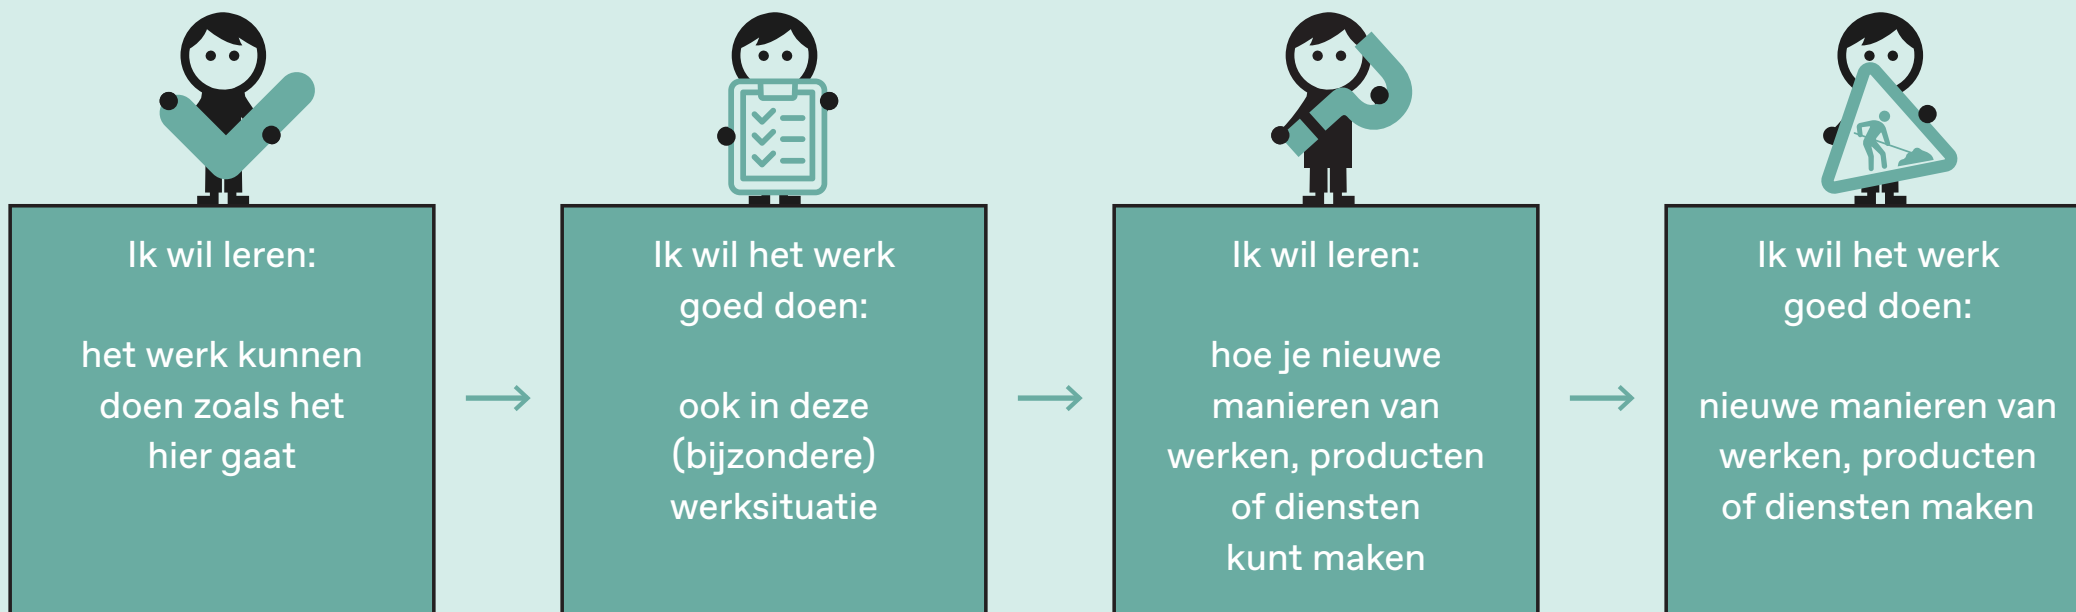 Ik wil leren:
het werk kunnen
doen zoals het
hier gaat
Ik wil het werk
goed doen:
ook in deze
(bijzondere)
werksituatie
Ik wil leren:
hoe je nieuwe
manieren van
werken, producten
of diensten
kunt maken
Ik wil het werk
goed doen:
nieuwe manieren van
werken, producten
of diensten maken